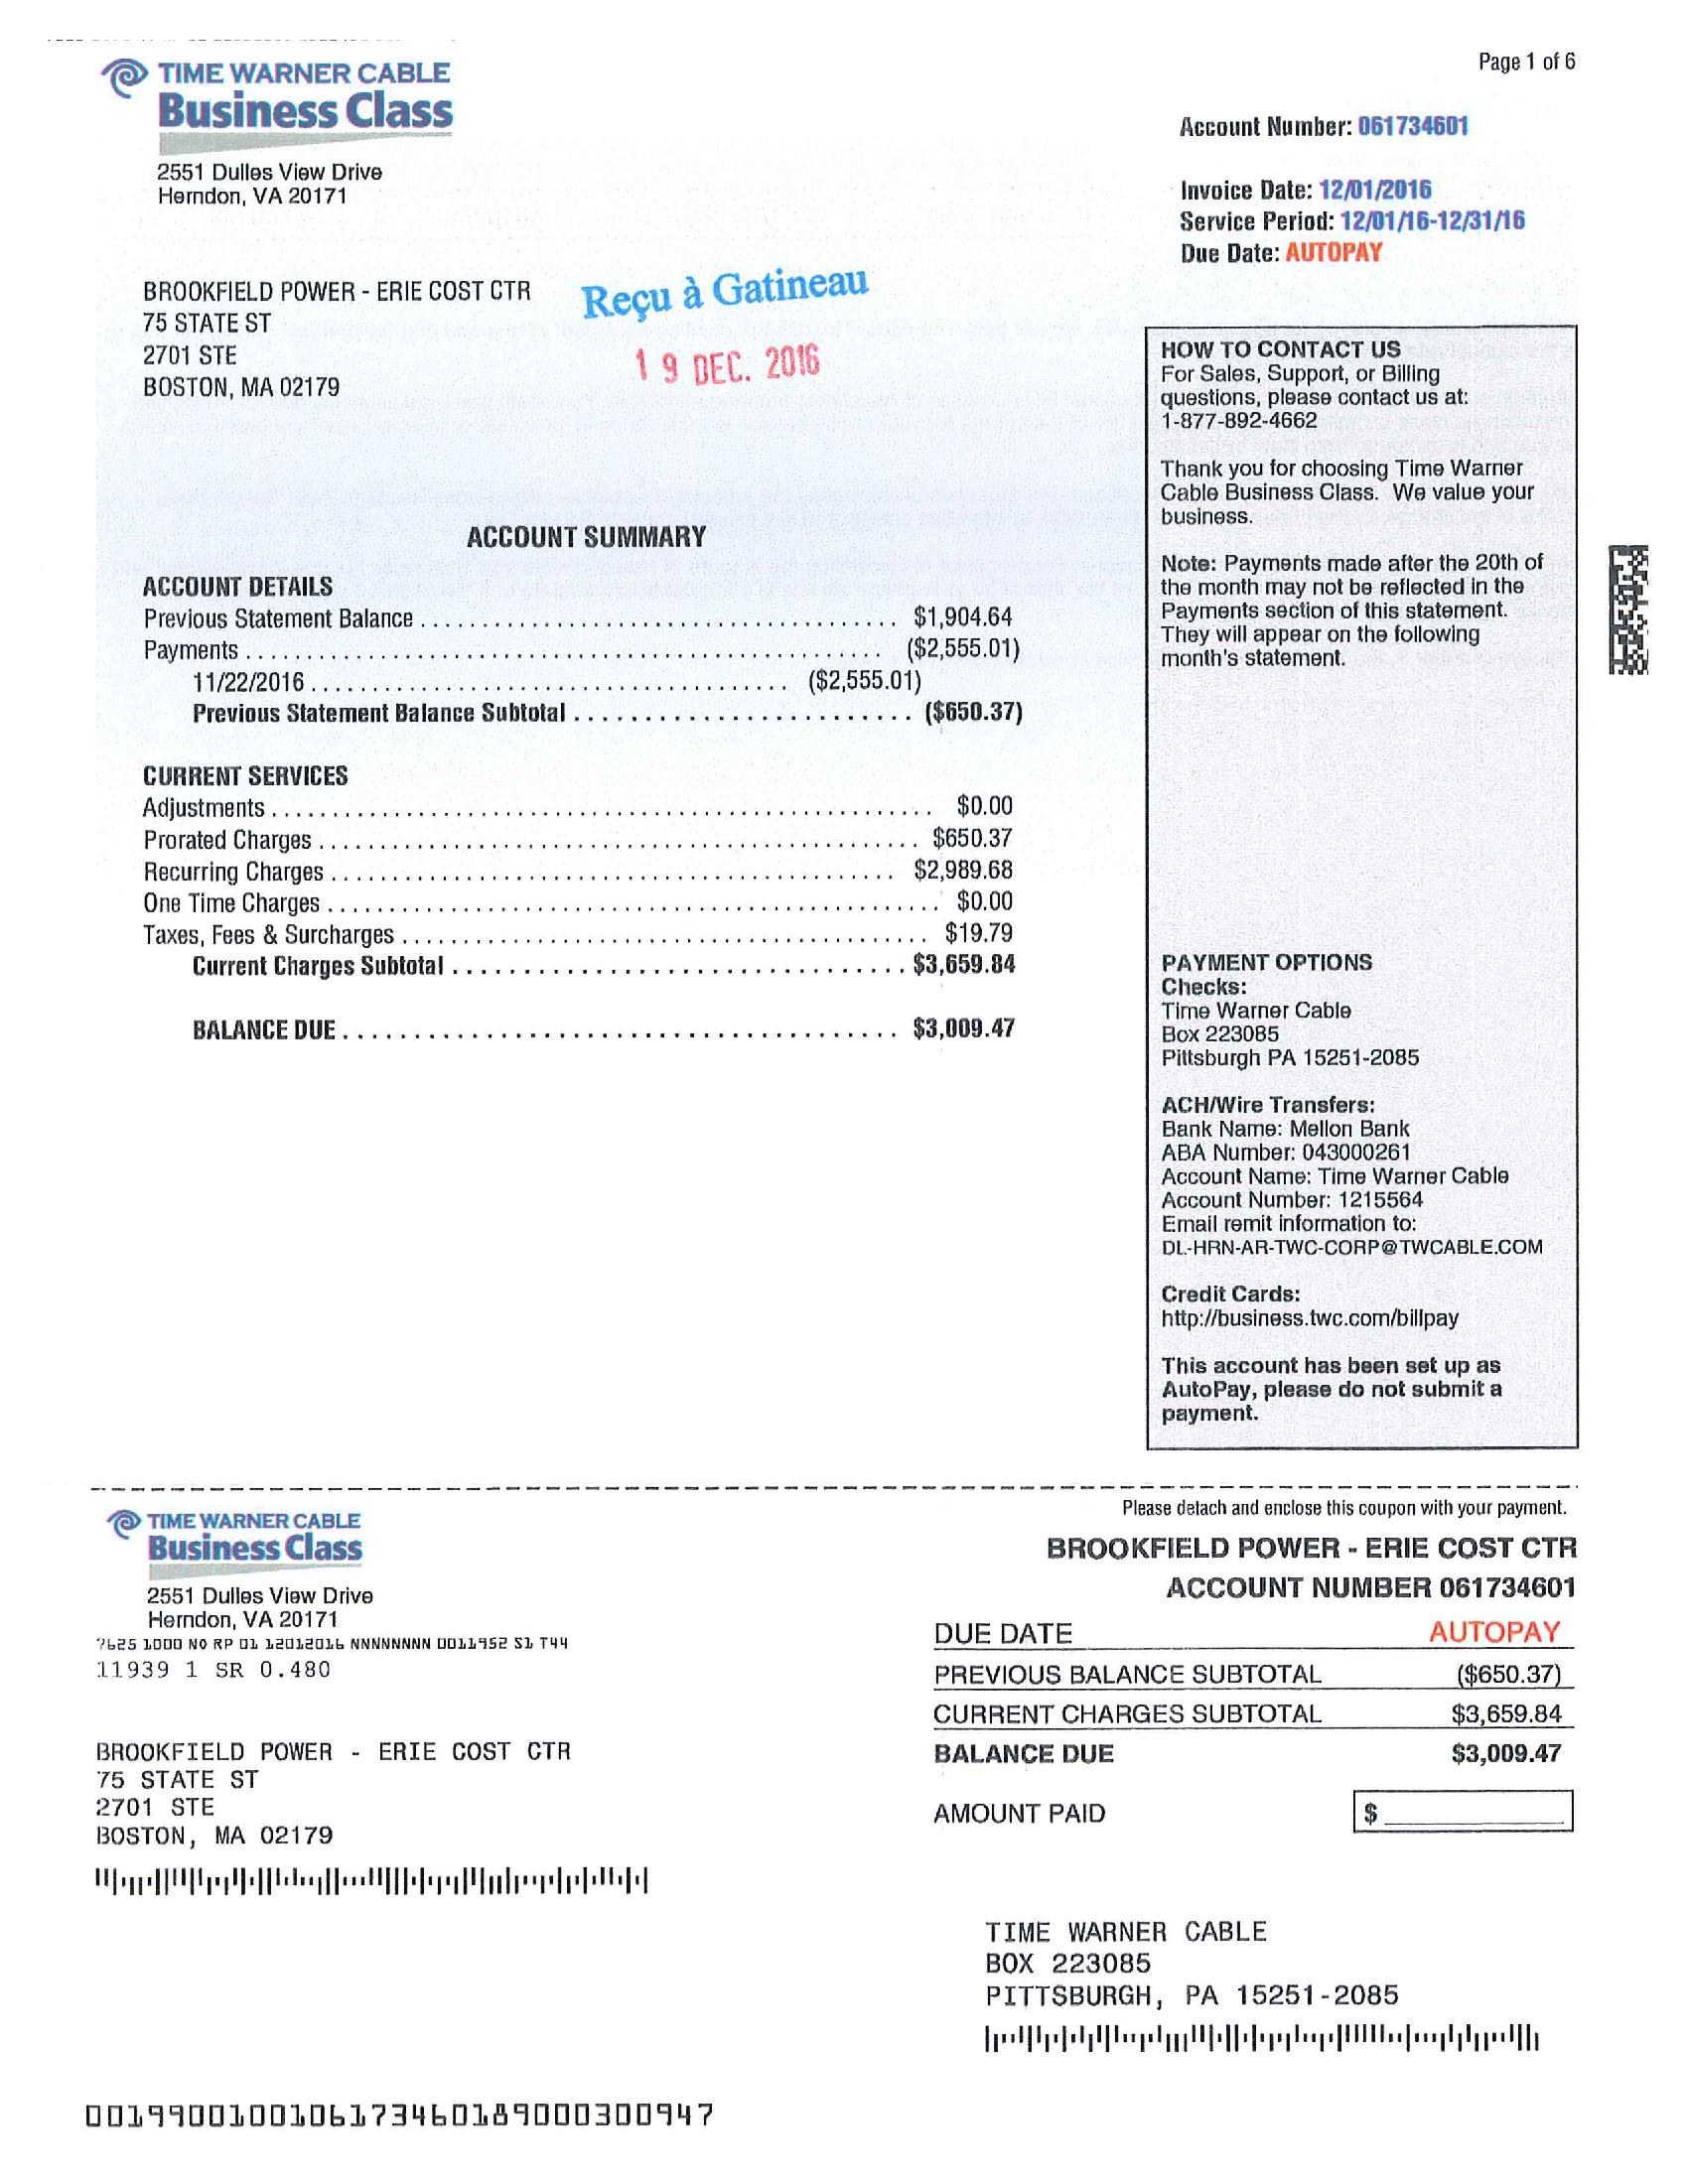 Page 1 of 6
TIME WARNER CABLE
Business Class
2551 Dulles View Drive
Herndon, VA 20171
Account Number: 061734601
Invoice Date: 12/01/2016
Service Period: 12/01/16-12/31/16
Due Date: AUTOPAY
BROOKFIELD POWER - ERIE COST CTR
75 STATE ST
2701 STE
BOSTON, MA 02179
Reçu à Gatineau
19 DEC. 2016
ACCOUNT SUMMARY
ACCOUNT DETAILS
Previous Statement Balance $1,904.64
Payments ($2,555.01)
11/22/2016 ($2,555.01)
Previous Statement Balance Subtotal ($650.37)
CURRENT SERVICES
Adjustments $0.00
Prorated Charges $650.37
Recurring Charges $2,989.68
One Time Charges $0.00
Taxes, Fees & Surcharges $19.79
Current Charges Subtotal $3,659.84
BALANCE DUE $3,009.47
HOW TO CONTACT US
For Sales, Support, or Billing
questions, please contact us at:
1-877-892-4662
Thank you for choosing Time Warner
Cable Business Class. We value your
business.
Note: Payments made after the 20th of
the month may not be reflected in the
Payments section of this statement.
They will appear on the following
month's statement.
PAYMENT OPTIONS
Checks:
Time Warner Cable
Box 223085
Pittsburgh PA 15251-2085
ACH/Wire Transfers:
Bank Name: Mellon Bank
ABA Number: 043000261
Account Name: Time Warner Cable
Account Number: 1215564
Email remit information to:
DL-HRN-AR-TWC-CORP@TWCABLE.COM
Credit Cards:
http://business.twc.com/billpay
This account has been set up as
AutoPay, please do not submit a
payment.
Please detach and enclose this coupon with your payment.
TIME WARNER CABLE
Business Class
2551 Dulles View Drive
Herndon, VA 20171
7625 1000 NO RP 01 12012016 NNNNNNNN 0011952 S1 T44
11939 1 SR 0.480
BROOKFIELD POWER - ERIE COST CTR
75 STATE ST
2701 STE
BOSTON, MA 02179
BROOKFIELD POWER - ERIE COST CTR
ACCOUNT NUMBER 061734601
DUE DATE AUTOPAY
PREVIOUS BALANCE SUBTOTAL ($650.37)
CURRENT CHARGES SUBTOTAL $3,659.84
BALANCE DUE $3,009.47
AMOUNT PAID $
TIME WARNER CABLE
BOX 223085
PITTSBURGH, PA 15251-2085
0019900100106173460189000300947